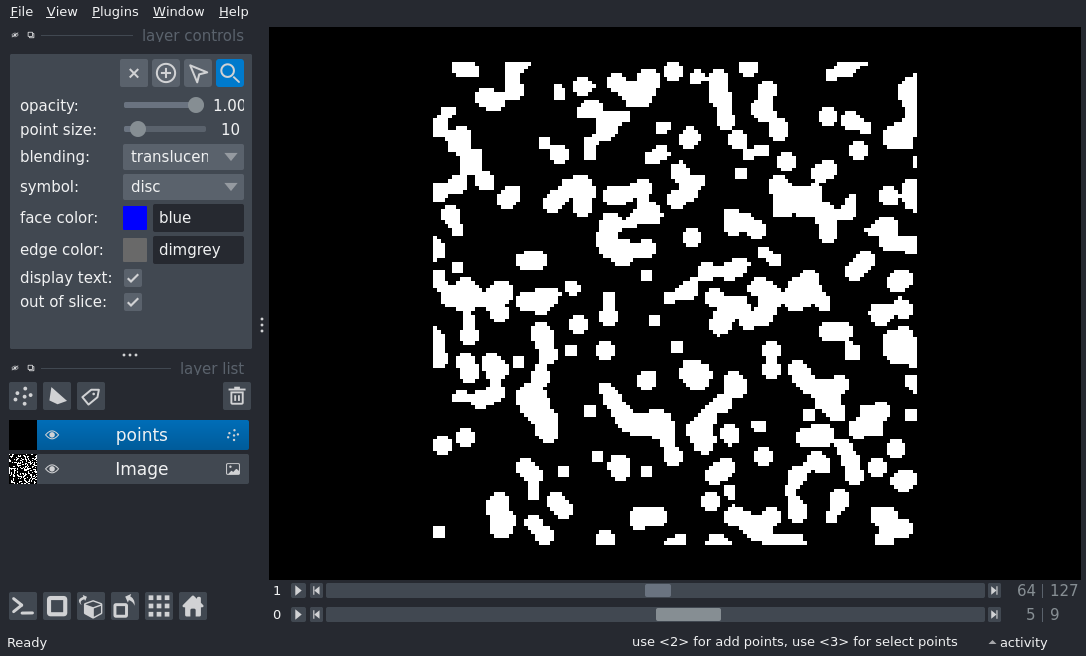 File View Plugins Window Help
layer controls
opacity: 1.00
point size: 10
blending: translucen
symbol: disc
face color: blue
edge color: dimgrey
display text:
out of slice:
layer list
points
Image
1 64 | 127
0 5 | 9
Ready use <2> for add points, use <3> for select points activity